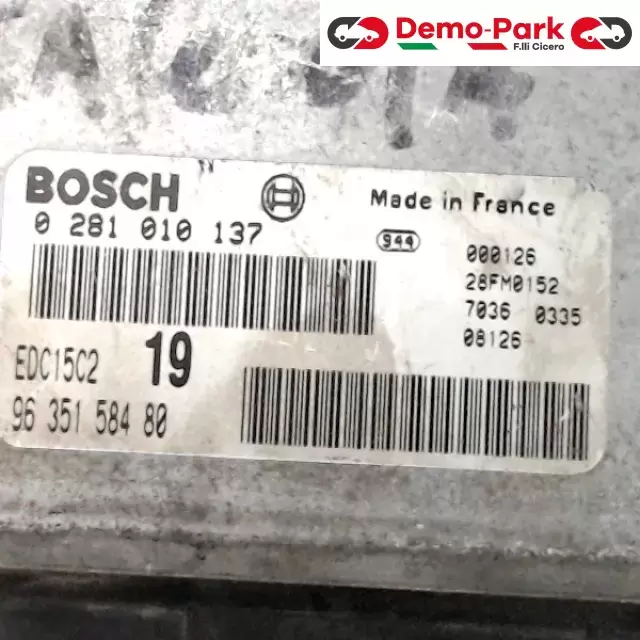 Demo-Park
F.lli Cicero
BOSCH
Made in France
0 281 010 137
944
000126
28FM0152
7036 0335
08126
EDC15C2
19
96 351 584 80